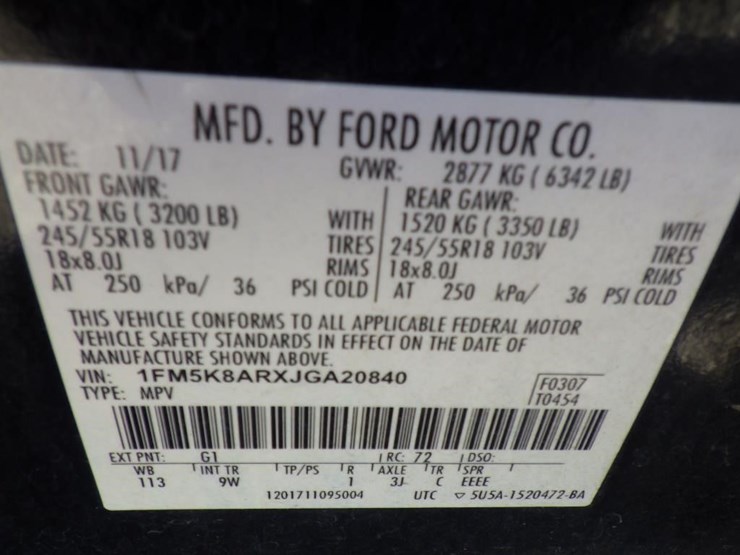 MFD. BY FORD MOTOR CO.
DATE: 11/17 GVWR: 2877 KG ( 6342 LB)
FRONT GAWR: REAR GAWR:
1452 KG ( 3200 LB) WITH 1520 KG ( 3350 LB) WITH
245/55R18 103V TIRES 245/55R18 103V TIRES
18x8.0J RIMS 18x8.0J RIMS
AT 250 kPa/ 36 PSI COLD AT 250 kPa/ 36 PSI COLD
THIS VEHICLE CONFORMS TO ALL APPLICABLE FEDERAL MOTOR
VEHICLE SAFETY STANDARDS IN EFFECT ON THE DATE OF
MANUFACTURE SHOWN ABOVE.
VIN: 1FM5K8ARXJGA20840 F0307
TYPE: MPV T0454
EXT PNT: G1 RC: 72 DSO:
WB INT TR TP/PS R AXLE TR SPR
113 9W 1 3J C EEEE
1201711095004 UTC ▽ 5U5A-1520472-BA